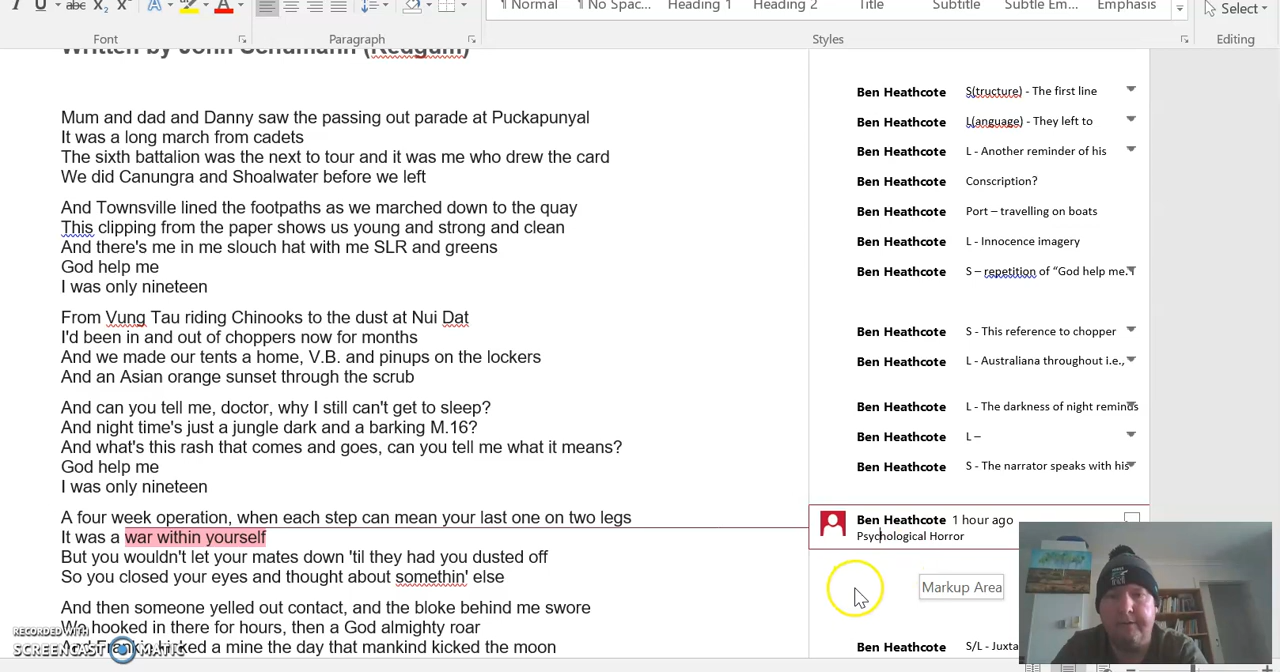 Normal
No Spac...
Heading 1
Heading 2
Title
Subtitle
Subtle Em...
Emphasis
Select
Font
Paragraph
Styles
Editing
Written by John Schumann (Redgum)
Mum and dad and Danny saw the passing out parade at Puckapunyal
It was a long march from cadets
The sixth battalion was the next to tour and it was me who drew the card
We did Canungra and Shoalwater before we left
And Townsville lined the footpaths as we marched down to the quay
This clipping from the paper shows us young and strong and clean
And there's me in me slouch hat with me SLR and greens
God help me
I was only nineteen
From Vung Tau riding Chinooks to the dust at Nui Dat
I'd been in and out of choppers now for months
And we made our tents a home, V.B. and pinups on the lockers
And an Asian orange sunset through the scrub
And can you tell me, doctor, why I still can't get to sleep?
And night time's just a jungle dark and a barking M.16?
And what's this rash that comes and goes, can you tell me what it means?
God help me
I was only nineteen
A four week operation, when each step can mean your last one on two legs
It was a war within yourself
But you wouldn't let your mates down 'til they had you dusted off
So you closed your eyes and thought about somethin' else
And then someone yelled out contact, and the bloke behind me swore
We hooked in there for hours, then a God almighty roar
And Frankie kicked a mine the day that mankind kicked the moon
Ben Heathcote S(tructure) - The first line
Ben Heathcote L(anguage) - They left to
Ben Heathcote L - Another reminder of his
Ben Heathcote Conscription?
Ben Heathcote Port – travelling on boats
Ben Heathcote L - Innocence imagery
Ben Heathcote S – repetition of “God help me.
Ben Heathcote S - This reference to chopper
Ben Heathcote L - Australiana throughout i.e.,
Ben Heathcote L - The darkness of night reminds
Ben Heathcote L –
Ben Heathcote S - The narrator speaks with his
Ben Heathcote 1 hour ago
Psychological Horror
Markup Area
Ben Heathcote S/L - Juxta
RECORDED WITH
SCREENCAST MATIC